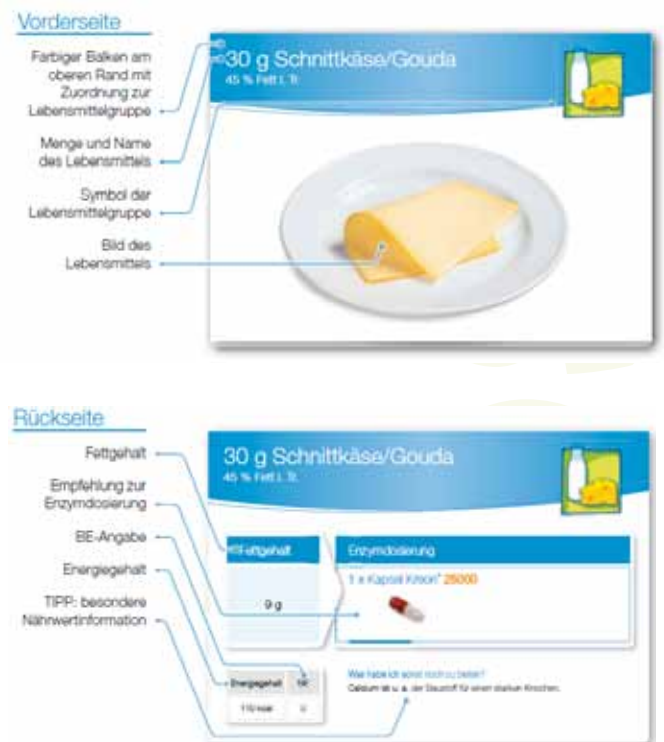 Vorderseite
Farbiger Balken am
oberen Rand mit
Zuordnung zur
Lebensmittelgruppe
Menge und Name
des Lebensmittels
Symbol der
Lebensmittelgruppe
Bild des
Lebensmittels
30 g Schnittkäse/Gouda
45 % Fett i. Tr.
Rückseite
Fettgehalt
Empfehlung zur
Enzymdosierung
BE-Angabe
Energiegehalt
TIPP: besondere
Nährwertinformation
30 g Schnittkäse/Gouda
45 % Fett i. Tr.
Fettgehalt
9 g
Enzymdosierung
1 x Kapsel Kreon® 25000
Energiegehalt BE
110 kcal
Was habe ich sonst noch zu bieten?
Calcium ist u. a. der Baustoff für einen starken Knochen.